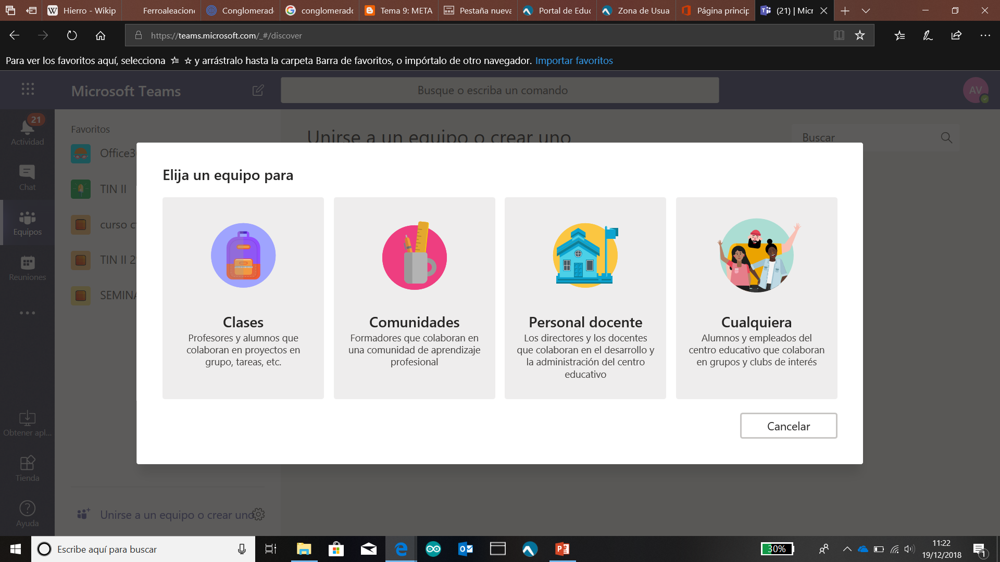 Hierro - Wikip
Ferroaleacione
Conglomerad
conglomerado
Tema 9: META
Pestaña nueva
Portal de Educ
Zona de Usua
Página princip
(21) | Micr
https://teams.microsoft.com/_#/discover
Para ver los favoritos aquí, selecciona y arrástralo hasta la carpeta Barra de favoritos, o impórtalo de otro navegador. Importar favoritos
Microsoft Teams
Busque o escriba un comando
AV
21
Actividad
Chat
Equipos
Reuniones
Obtener apl...
Tienda
Ayuda
Favoritos
Office3
TIN II
curso c
TIN II 2
SEMINA
Unirse a un equipo o crear uno
Unirse a un equipo o crear uno
Buscar
Elija un equipo para
Clases
Profesores y alumnos que
colaboran en proyectos en
grupo, tareas, etc.
Comunidades
Formadores que colaboran en
una comunidad de aprendizaje
profesional
Personal docente
Los directores y los docentes
que colaboran en el desarrollo y
la administración del centro
educativo
Cualquiera
Alumnos y empleados del
centro educativo que colaboran
en grupos y clubs de interés
Cancelar
Escribe aquí para buscar
30%
11:22
19/12/2018
1